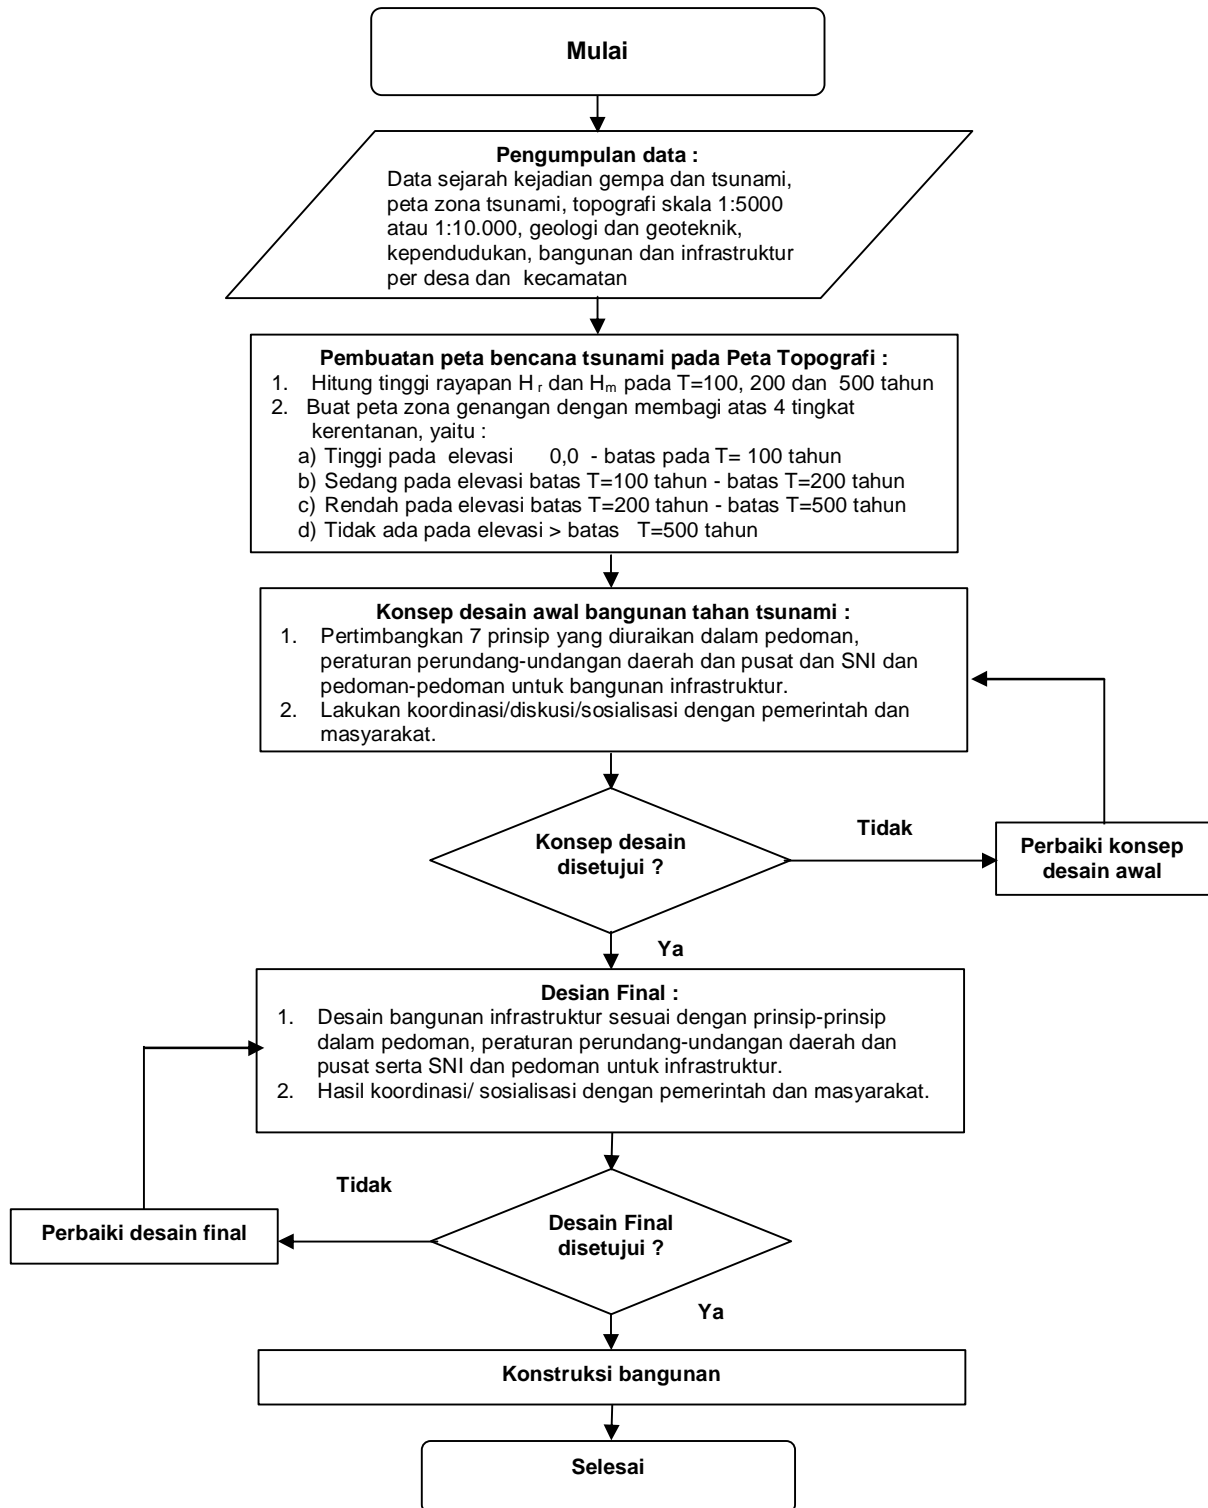 Mulai
Pengumpulan data :
Data sejarah kejadian gempa dan tsunami,
peta zona tsunami, topografi skala 1:5000
atau 1:10.000, geologi dan geoteknik,
kependudukan, bangunan dan infrastruktur
per desa dan kecamatan
Pembuatan peta bencana tsunami pada Peta Topografi :
1. Hitung tinggi rayapan H r dan Hm pada T=100, 200 dan 500 tahun
2. Buat peta zona genangan dengan membagi atas 4 tingkat
kerentanan, yaitu :
a) Tinggi pada elevasi 0,0 - batas pada T= 100 tahun
b) Sedang pada elevasi batas T=100 tahun - batas T=200 tahun
c) Rendah pada elevasi batas T=200 tahun - batas T=500 tahun
d) Tidak ada pada elevasi > batas T=500 tahun
Konsep desain awal bangunan tahan tsunami :
1. Pertimbangkan 7 prinsip yang diuraikan dalam pedoman,
peraturan perundang-undangan daerah dan pusat dan SNI dan
pedoman-pedoman untuk bangunan infrastruktur.
2. Lakukan koordinasi/diskusi/sosialisasi dengan pemerintah dan
masyarakat.
Konsep desain
disetujui ?
Tidak
Perbaiki konsep
desain awal
Ya
Desian Final :
1. Desain bangunan infrastruktur sesuai dengan prinsip-prinsip
dalam pedoman, peraturan perundang-undangan daerah dan
pusat serta SNI dan pedoman untuk infrastruktur.
2. Hasil koordinasi/ sosialisasi dengan pemerintah dan masyarakat.
Tidak
Perbaiki desain final
Desain Final
disetujui ?
Ya
Konstruksi bangunan
Selesai